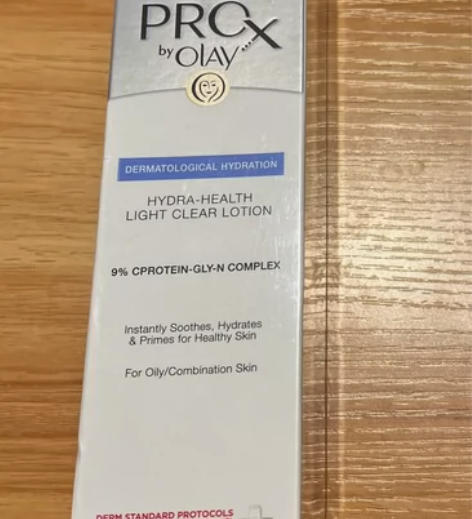 PROX
by OLAY
DERMATOLOGICAL HYDRATION
HYDRA-HEALTH
LIGHT CLEAR LOTION
9% CPROTEIN-GLY-N COMPLEX
Instantly Soothes, Hydrates
& Primes for Healthy Skin
For Oily/Combination Skin
DERM STANDARD PROTOCOLS